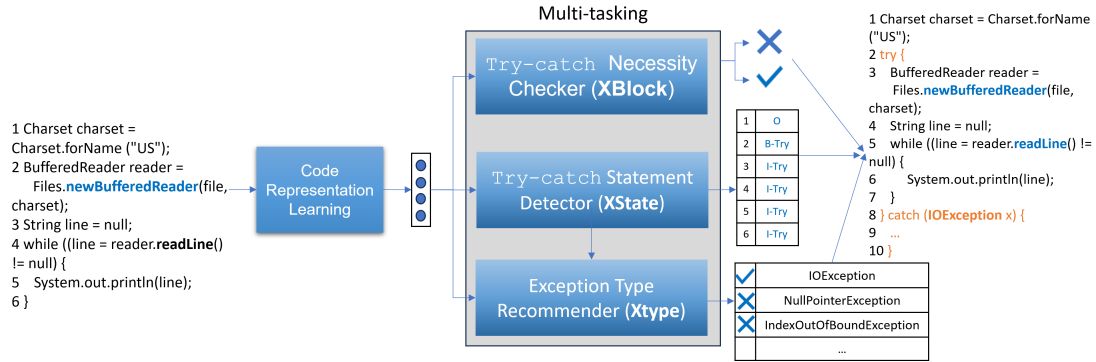 Multi-tasking
1 Charset charset =
Charset.forName ("US");
2 BufferedReader reader =
Files.newBufferedReader(file,
charset);
3 String line = null;
4 while ((line = reader.readLine()
!= null) {
5 System.out.println(line);
6 }
Code
Representation
Learning
Try-catch Necessity
Checker (XBlock)
Try-catch Statement
Detector (XState)
Exception Type
Recommender (Xtype)
1 O
2 B-Try
3 I-Try
4 I-Try
5 I-Try
6 I-Try
IOException
NullPointerException
IndexOutOfBoundException
...
1 Charset charset = Charset.forName
("US");
2 try {
3 BufferedReader reader =
Files.newBufferedReader(file,
charset);
4 String line = null;
5 while ((line = reader.readLine() !=
null) {
6 System.out.println(line);
7 }
8 } catch (IOException x) {
9 ...
10 }